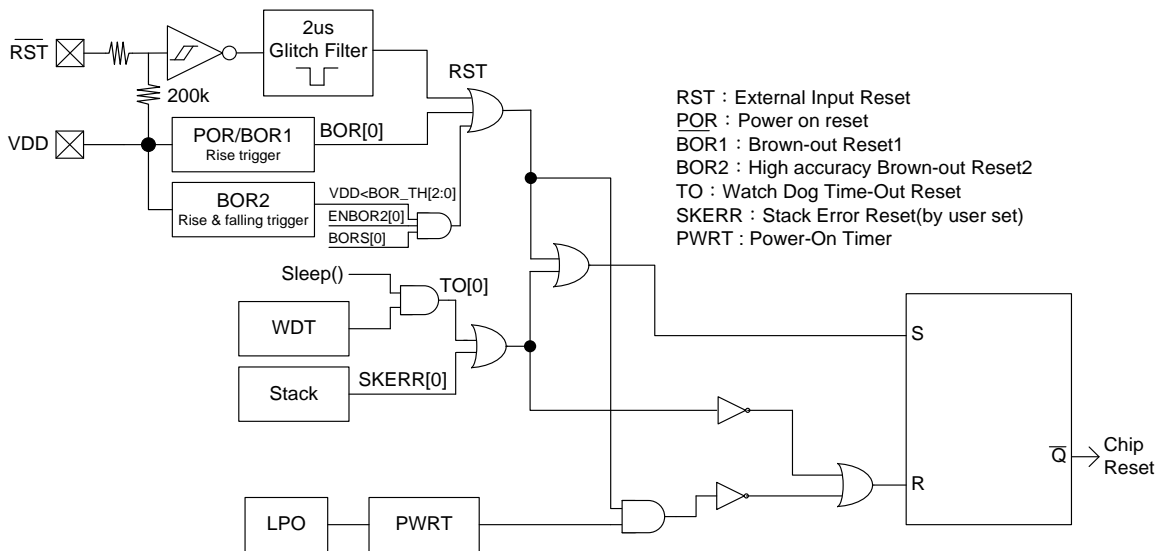 RST
2us
Glitch Filter
RST
200k
VDD
POR/BOR1
Rise trigger
BOR[0]
BOR2
Rise & falling trigger
VDD<BOR_TH[2:0]
ENBOR2[0]
BORS[0]
RST：External Input Reset
POR：Power on reset
BOR1：Brown-out Reset1
BOR2：High accuracy Brown-out Reset2
TO：Watch Dog Time-Out Reset
SKERR：Stack Error Reset(by user set)
PWRT : Power-On Timer
Sleep()
TO[0]
WDT
Stack
SKERR[0]
S
R
Q
Chip
Reset
LPO
PWRT